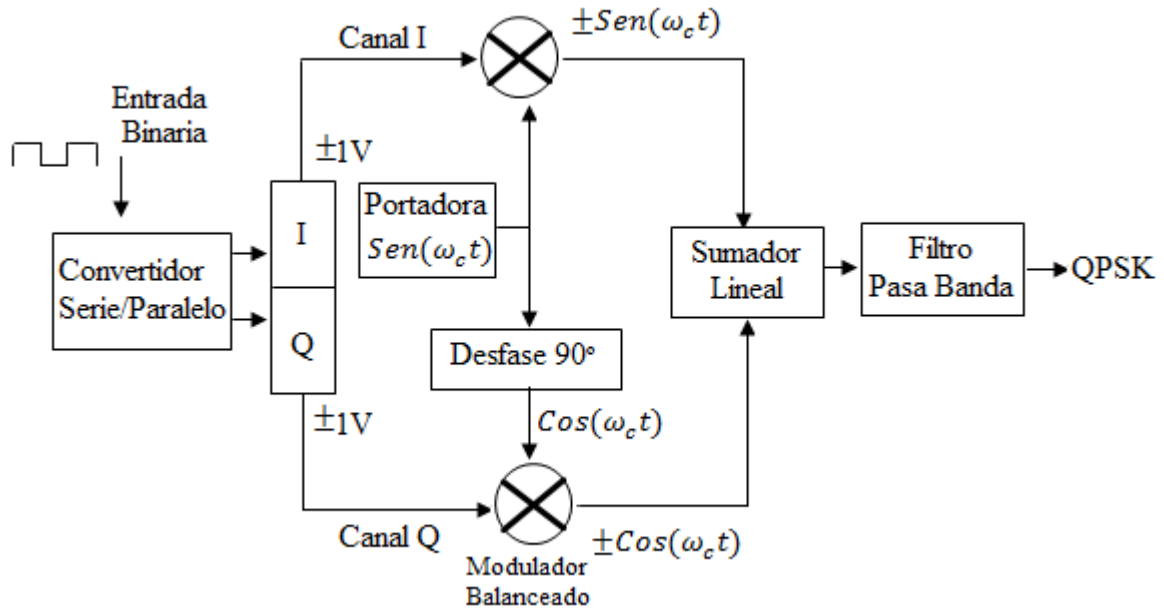 Canal I
±Sen(ω_c t)
Entrada
Binaria
±1V
Portadora
Sen(ω_c t)
I
Convertidor
Serie/Paralelo
Q
Sumador
Lineal
Filtro
Pasa Banda
QPSK
Desfase 90°
±1V
Cos(ω_c t)
Canal Q
±Cos(ω_c t)
Modulador
Balanceado